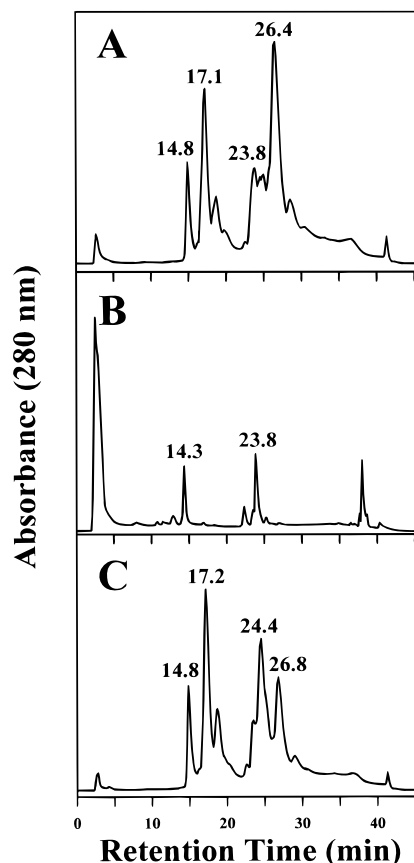 A
26.4
17.1
14.8
23.8
B
14.3
23.8
C
17.2
24.4
14.8
26.8
Absorbance (280 nm)
0 10 20 30 40
Retention Time (min)